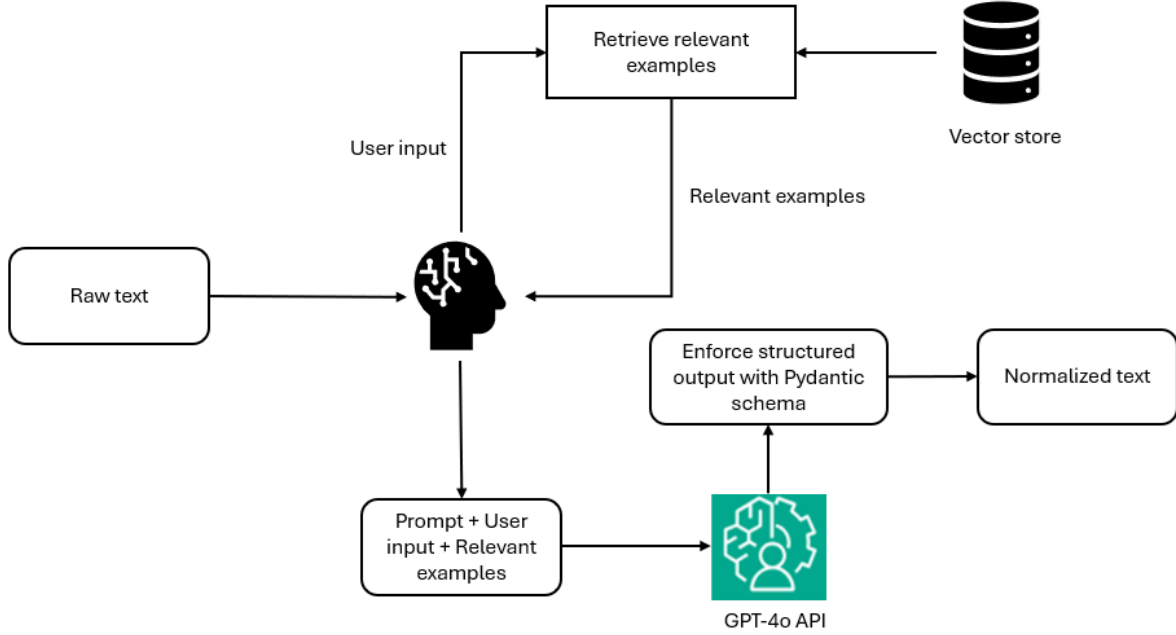 Retrieve relevant
examples
Vector store
User input
Relevant examples
Raw text
Enforce structured
output with Pydantic
schema
Normalized text
Prompt + User
input + Relevant
examples
GPT-4o API